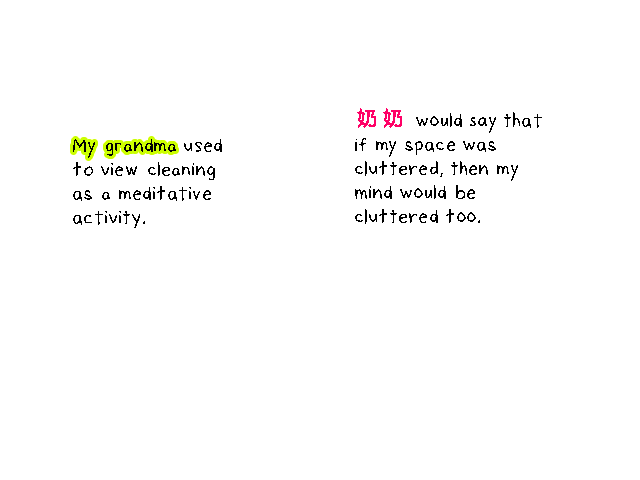 My grandma used
to view cleaning
as a meditative
activity.
奶奶 would say that
if my space was
cluttered, then my
mind would be
cluttered too.